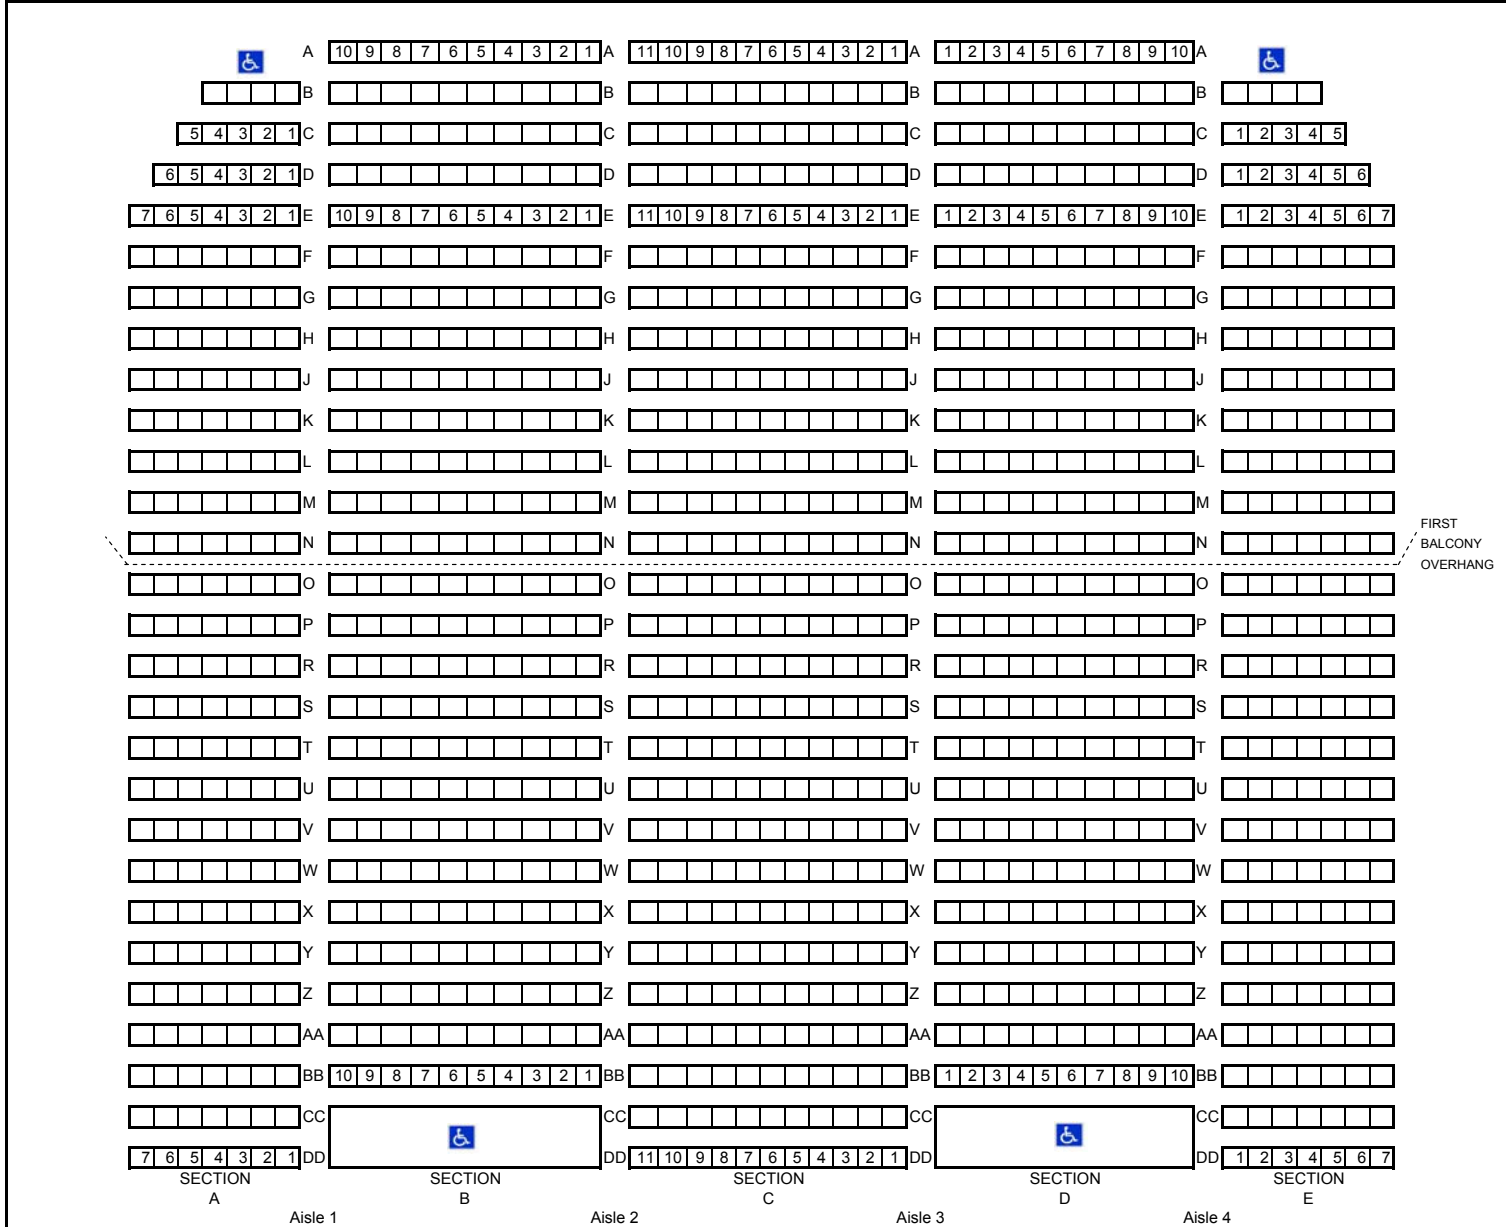 A 10 9 8 7 6 5 4 3 2 1 A 11 10 9 8 7 6 5 4 3 2 1 A 1 2 3 4 5 6 7 8 9 10 A
B B B B
5 4 3 2 1 C C C C 1 2 3 4 5
6 5 4 3 2 1 D D D D 1 2 3 4 5 6
7 6 5 4 3 2 1 E 10 9 8 7 6 5 4 3 2 1 E 11 10 9 8 7 6 5 4 3 2 1 E 1 2 3 4 5 6 7 8 9 10 E 1 2 3 4 5 6 7
F F F F
G G G G
H H H H
J J J J
K K K K
L L L L
M M M M
FIRST
N N N N BALCONY
OVERHANG
O O O O
P P P P
R R R R
S S S S
T T T T
U U U U
V V V V
W W W W
X X X X
Y Y Y Y
Z Z Z Z
AA AA AA AA
BB 10 9 8 7 6 5 4 3 2 1 BB BB 1 2 3 4 5 6 7 8 9 10 BB
CC CC CC CC
7 6 5 4 3 2 1 DD DD 11 10 9 8 7 6 5 4 3 2 1 DD DD 1 2 3 4 5 6 7
SECTION SECTION SECTION SECTION SECTION
A B C D E
Aisle 1 Aisle 2 Aisle 3 Aisle 4